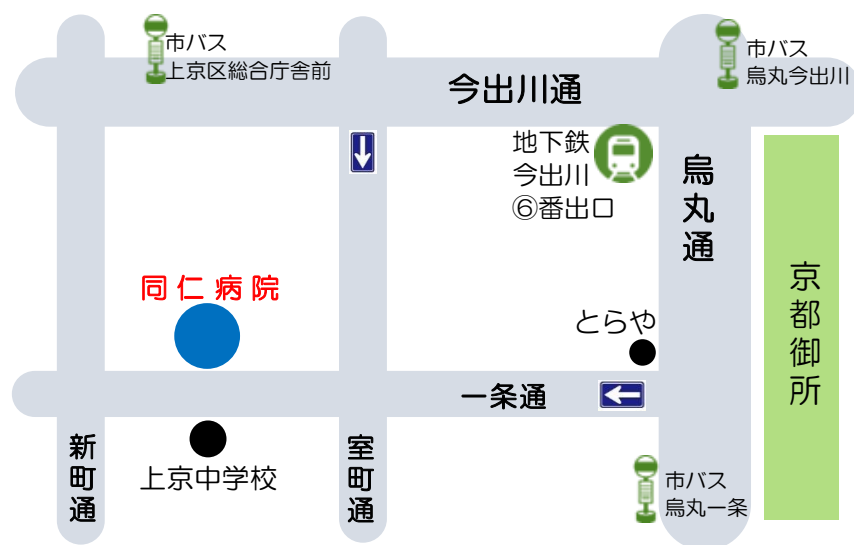 市バス
上京区総合庁舎前
市バス
烏丸今出川
今出川通
地下鉄
今出川
⑥番出口
烏丸通
京都御所
同仁病院
とらや
一条通
新町通
上京中学校
室町通
市バス
烏丸一条